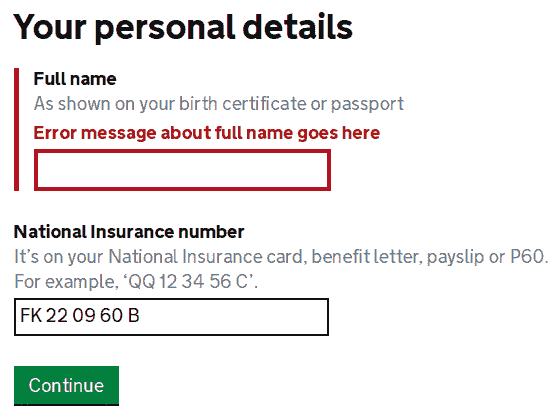 Your personal details
Full name
As shown on your birth certificate or passport
Error message about full name goes here
National Insurance number
It’s on your National Insurance card, benefit letter, payslip or P60.
For example, ‘QQ 12 34 56 C’.
FK 22 09 60 B
Continue